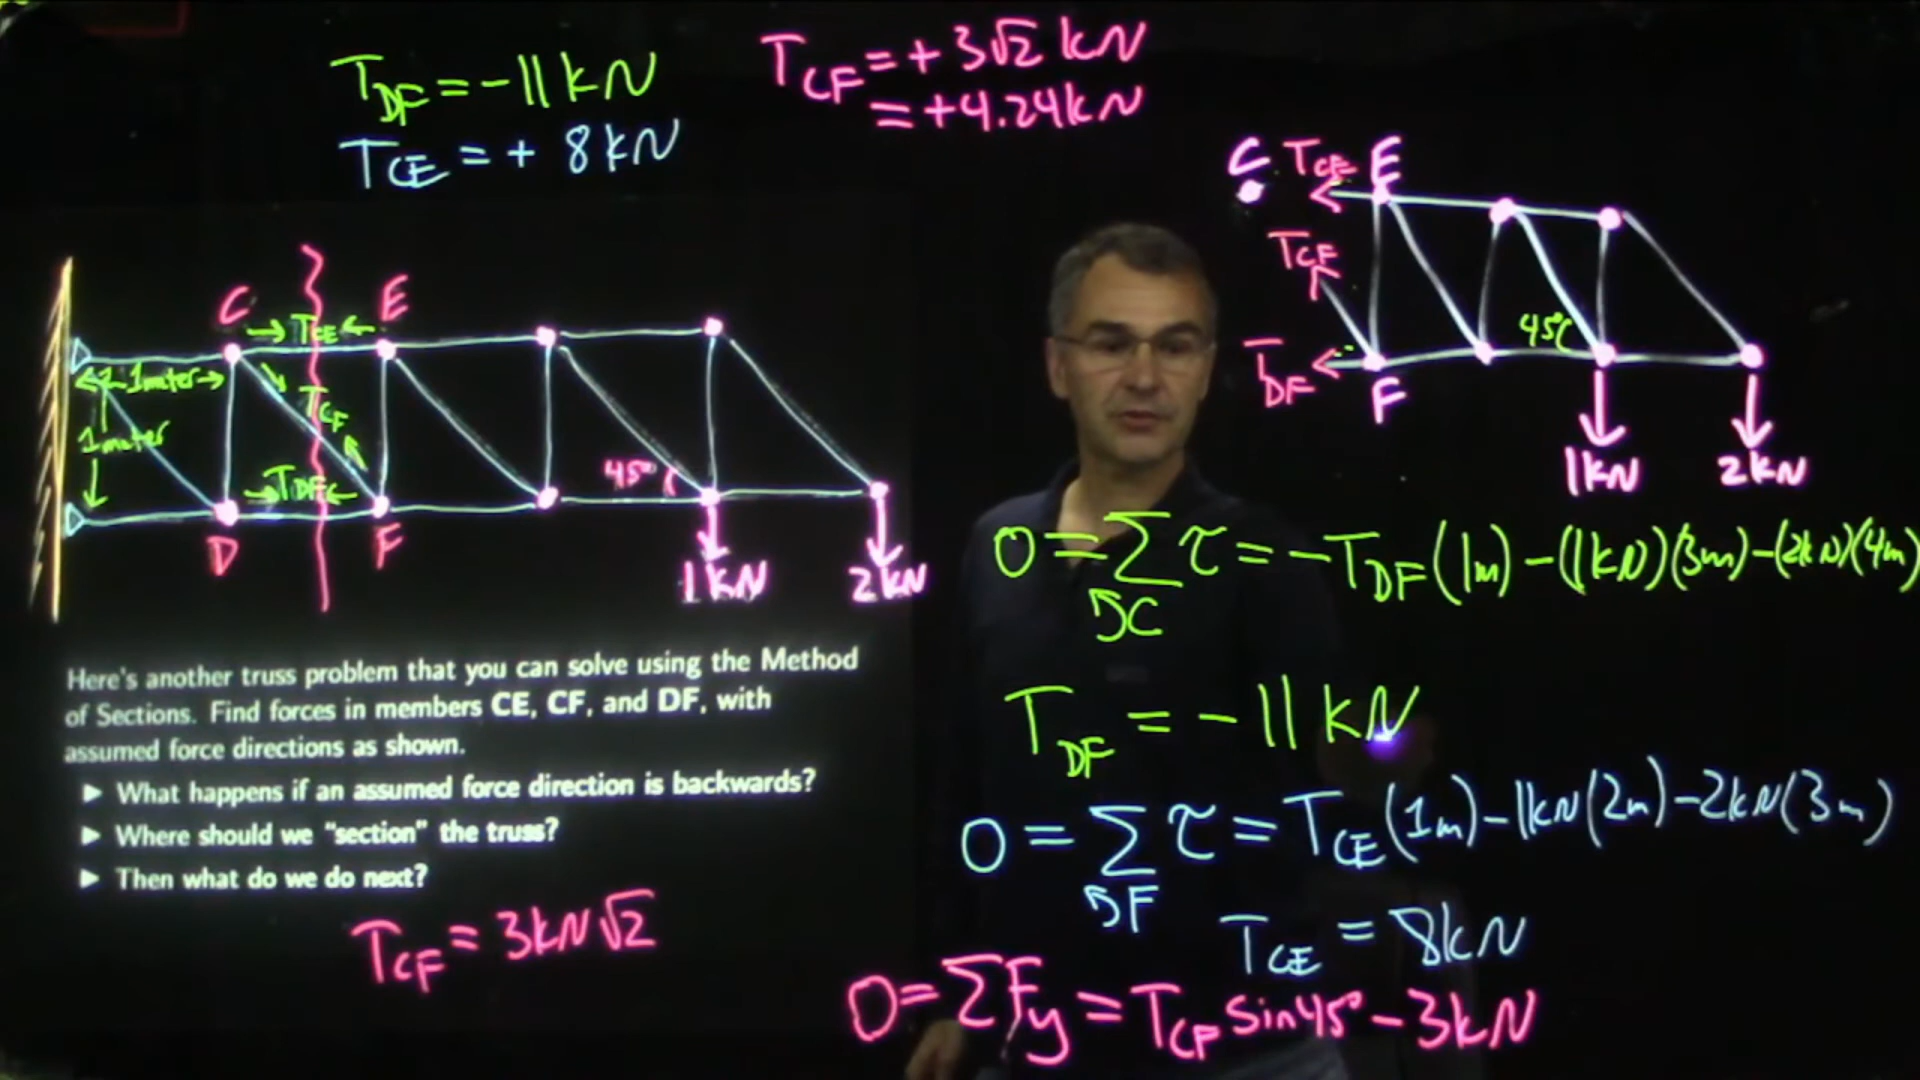 T_DF = -11 kN
T_CE = + 8 kN
T_CF = + 3√2 kN
= +4.24 kN
C
E
T_CE
1 meter
T_CF
1 meter
T_DF
45°
D
F
1 kN
2 kN
C T_CE E
T_CF
45°
T_DF
F
1kN
2 kN
Here's another truss problem that you can solve using the Method
of Sections. Find forces in members CE, CF, and DF, with
assumed force directions as shown.
▶ What happens if an assumed force direction is backwards?
▶ Where should we "section" the truss?
▶ Then what do we do next?
T_CF = 3kN√2
0 = Σ τ = -T_DF (1m) - (1kN)(3m) - (2kN)(4m)
C
T_DF = -11 kN
0 = Σ τ = T_CE (1m) - 1kN(2m) - 2kN(3m)
F
T_CE = 8kN
0 = ΣFy = T_CF sin45° - 3kN